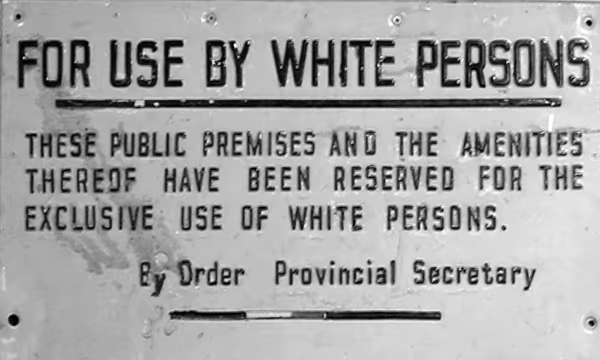 FOR USE BY WHITE PERSONS
THESE PUBLIC PREMISES AND THE AMENITIES
THEREOF HAVE BEEN RESERVED FOR THE
EXCLUSIVE USE OF WHITE PERSONS.
By Order Provincial Secretary